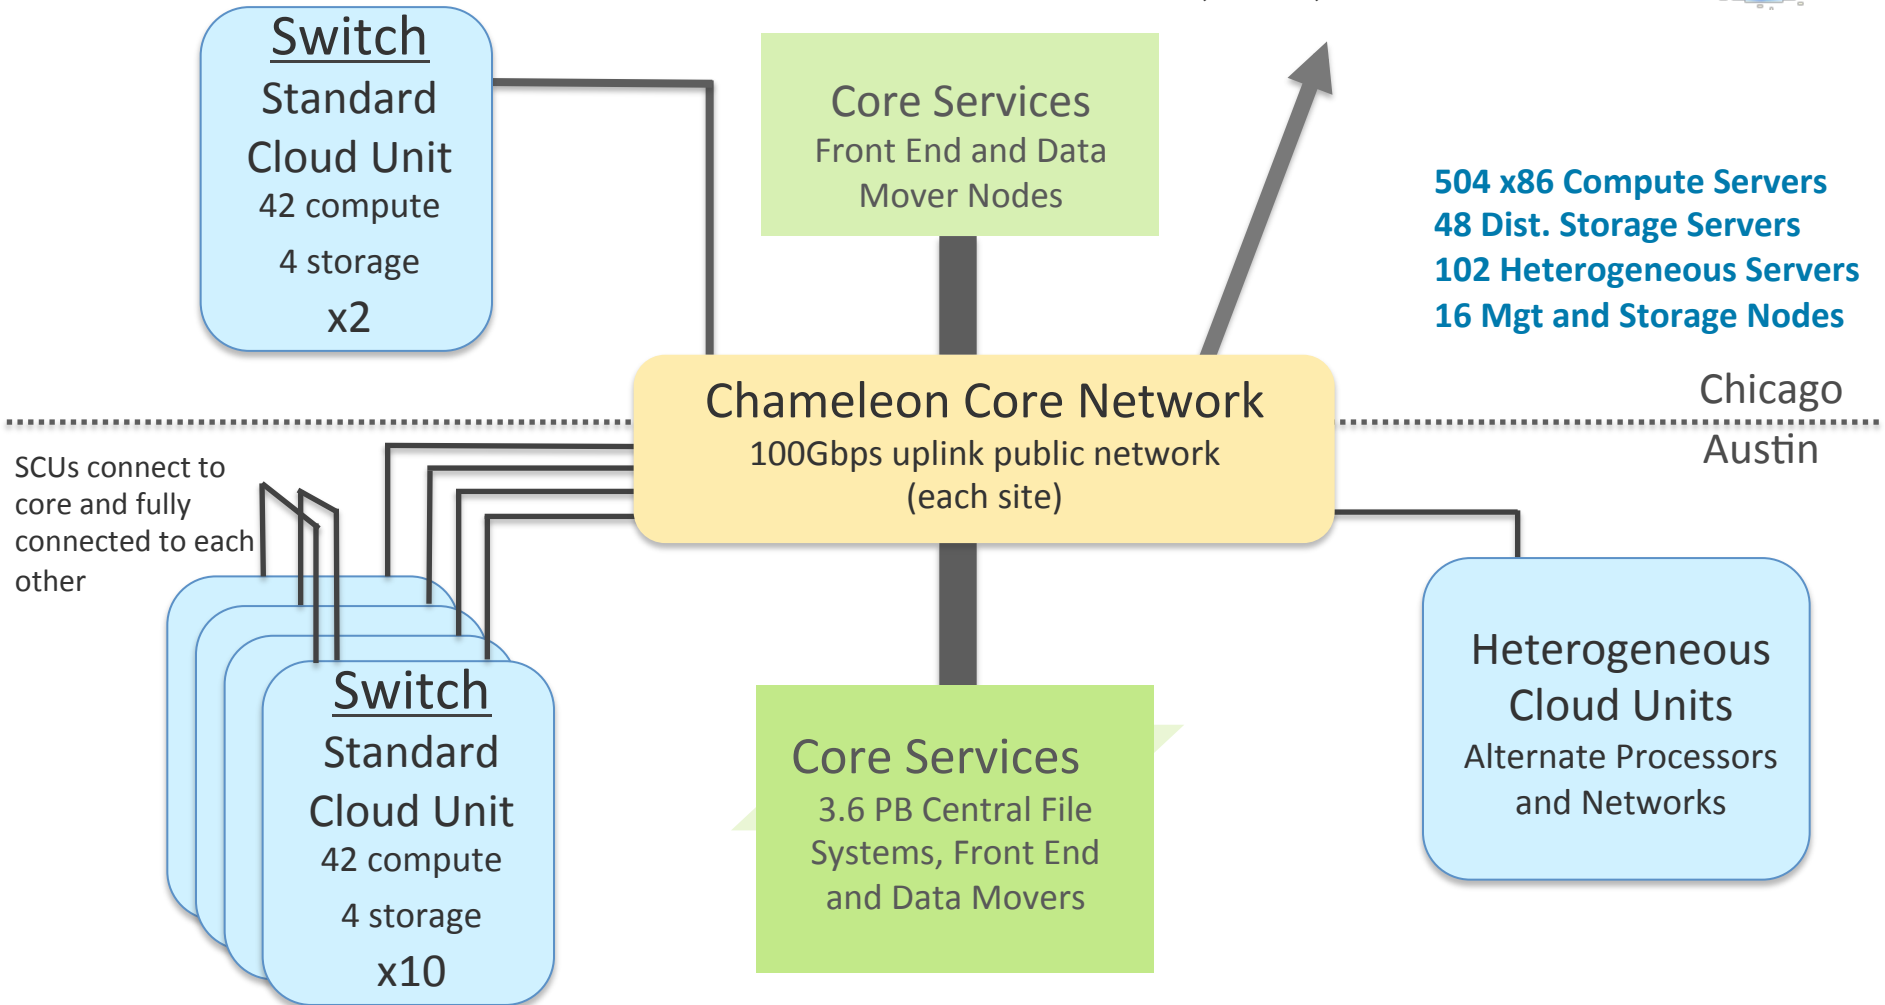 Switch
Standard
Cloud Unit
42 compute
4 storage
x2
Core Services
Front End and Data
Mover Nodes
504 x86 Compute Servers
48 Dist. Storage Servers
102 Heterogeneous Servers
16 Mgt and Storage Nodes
Chicago
Austin
Chameleon Core Network
100Gbps uplink public network
(each site)
SCUs connect to
core and fully
connected to each
other
Switch
Standard
Cloud Unit
42 compute
4 storage
x10
Core Services
3.6 PB Central File
Systems, Front End
and Data Movers
Heterogeneous
Cloud Units
Alternate Processors
and Networks